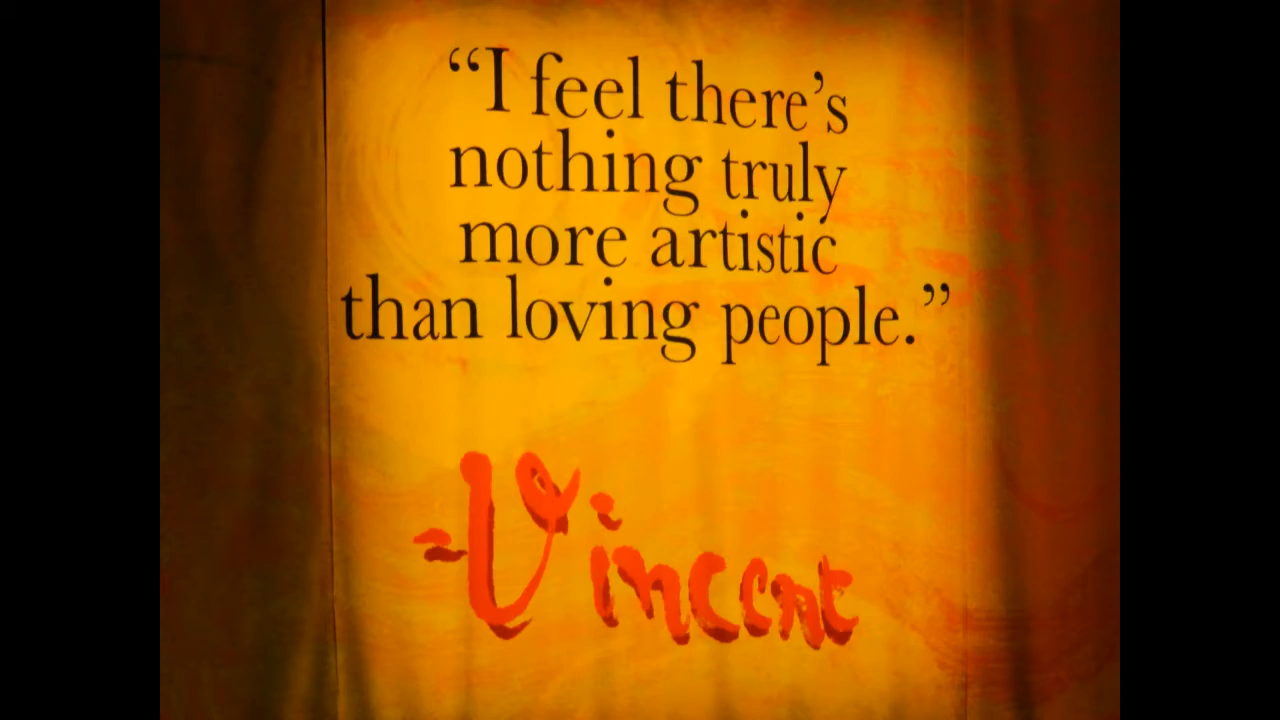 “I feel there’s
nothing truly
more artistic
than loving people.”
-Vincent